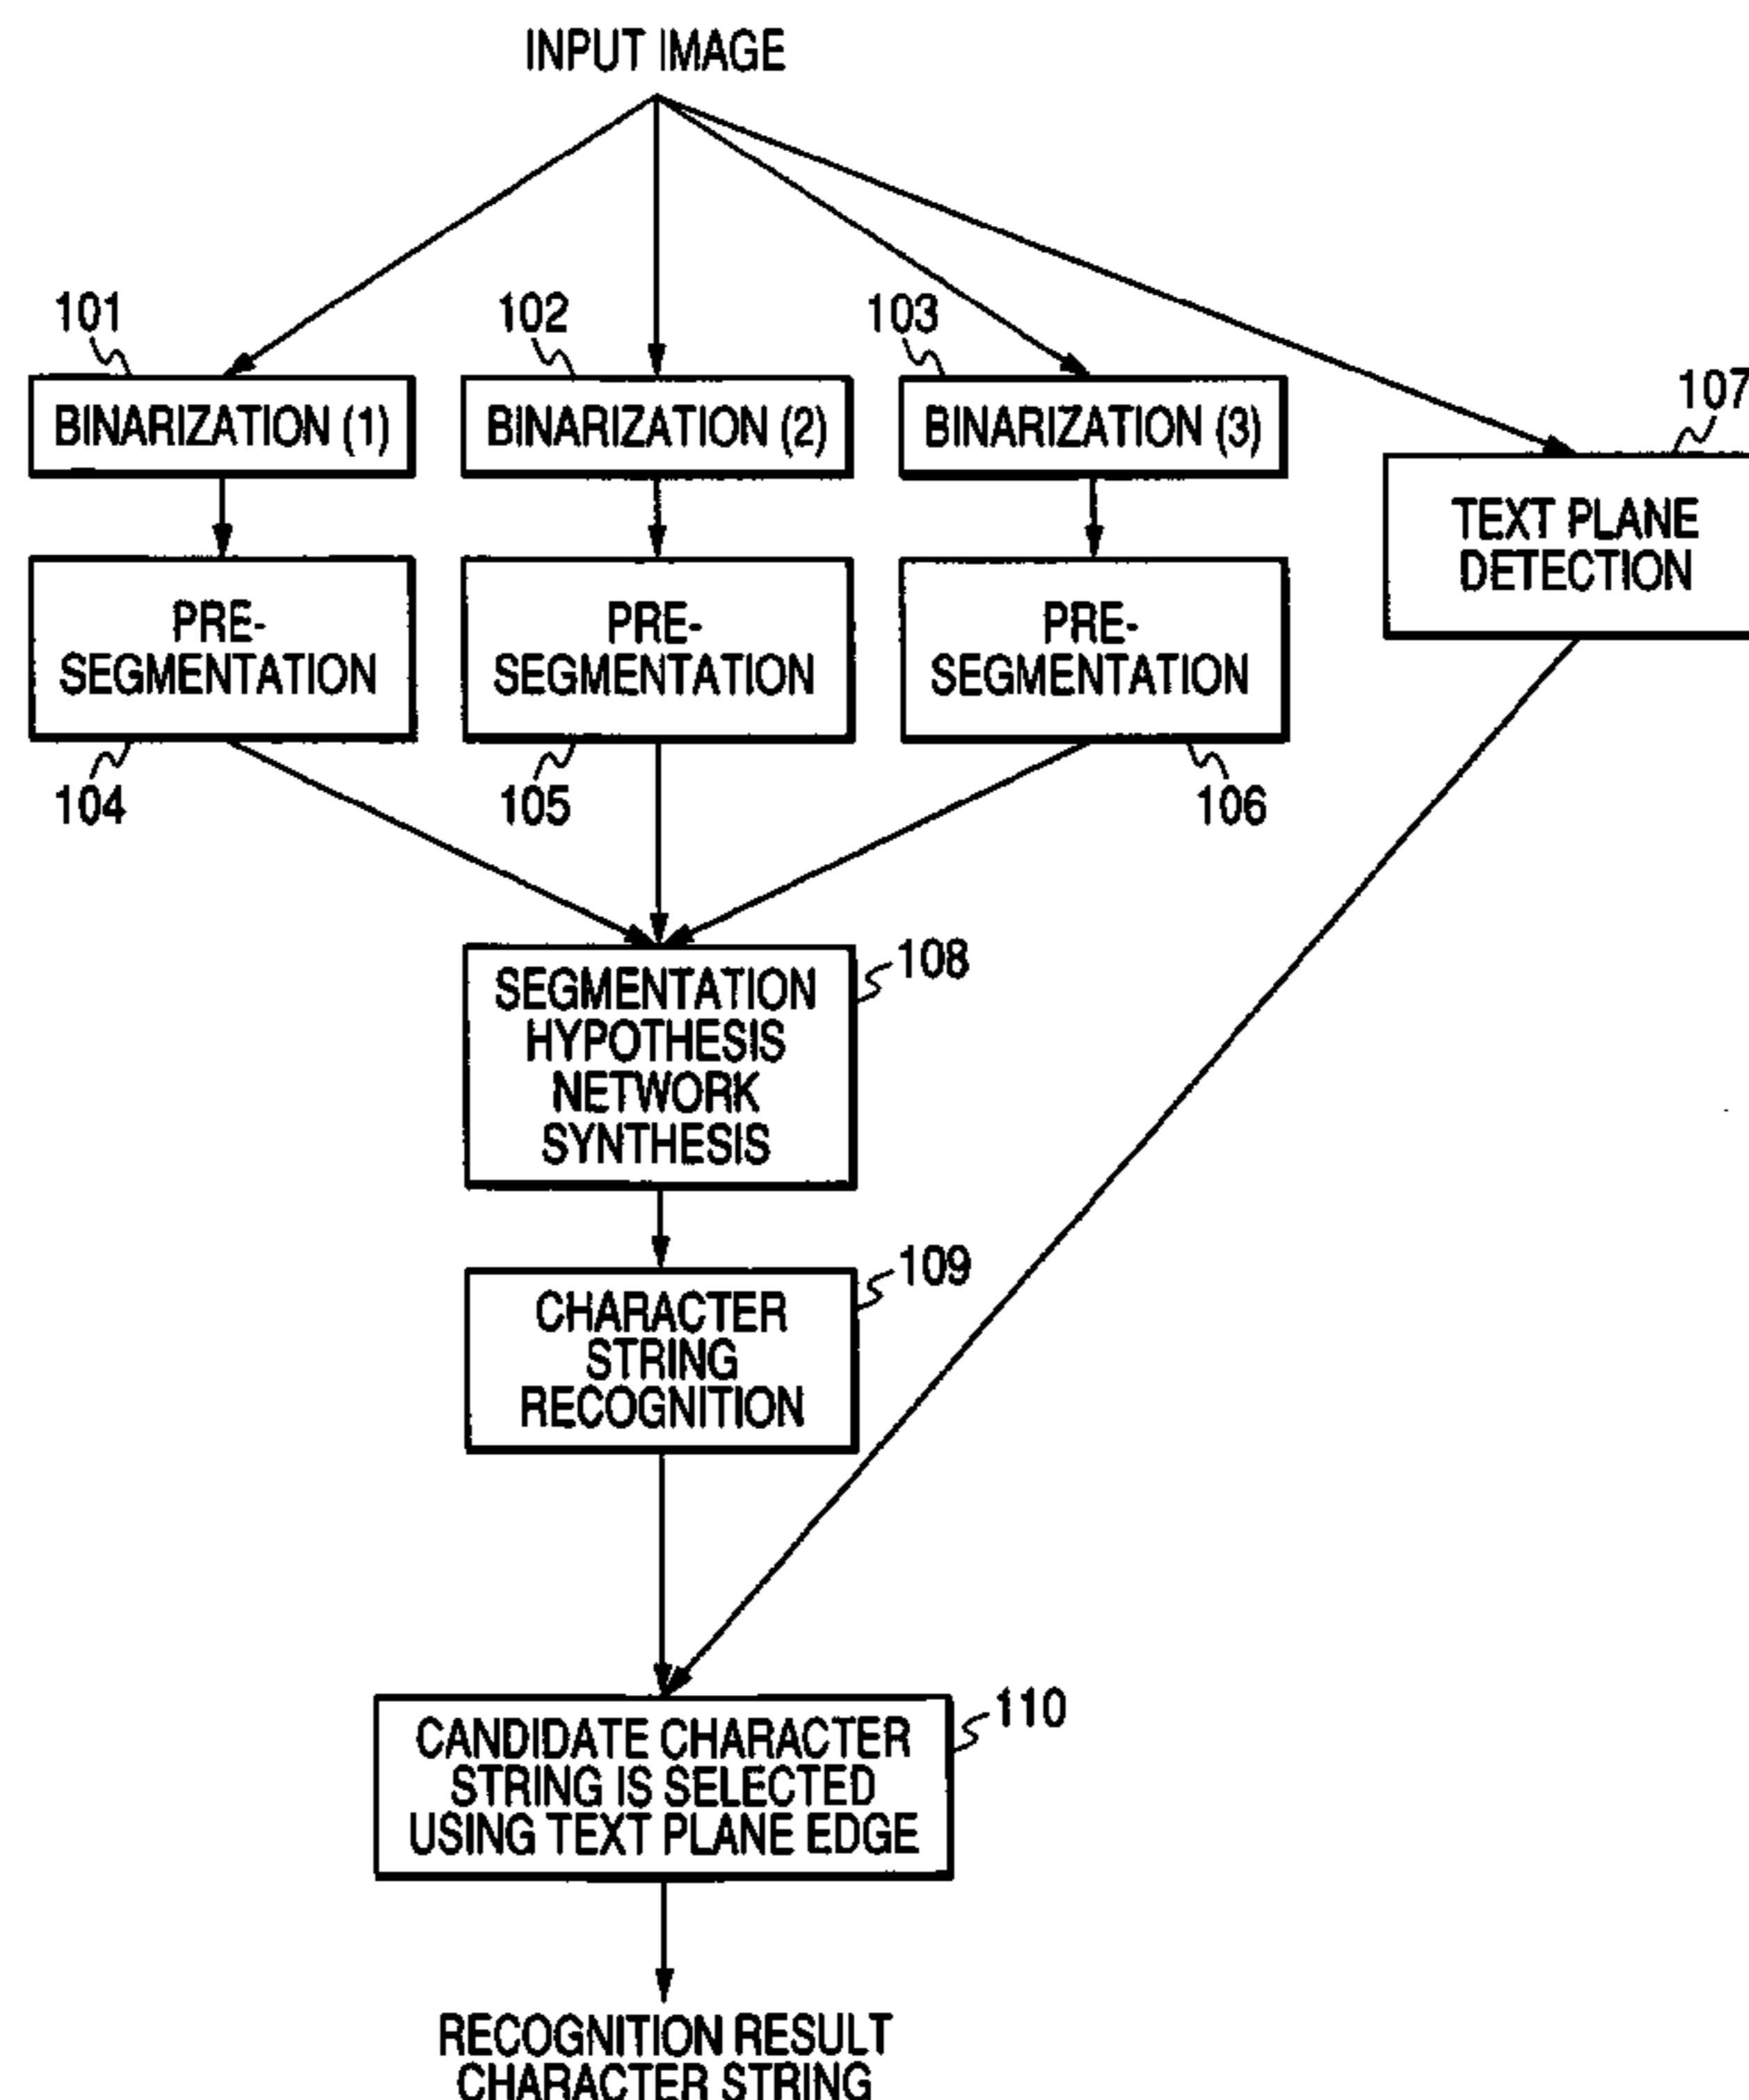 INPUT IMAGE
101
102
103
107
BINARIZATION (1)
BINARIZATION (2)
BINARIZATION (3)
TEXT PLANE
DETECTION
PRE-
SEGMENTATION
PRE-
SEGMENTATION
PRE-
SEGMENTATION
104
105
106
108
SEGMENTATION
HYPOTHESIS
NETWORK
SYNTHESIS
109
CHARACTER
STRING
RECOGNITION
110
CANDIDATE CHARACTER
STRING IS SELECTED
USING TEXT PLANE EDGE
RECOGNITION RESULT
CHARACTER STRING